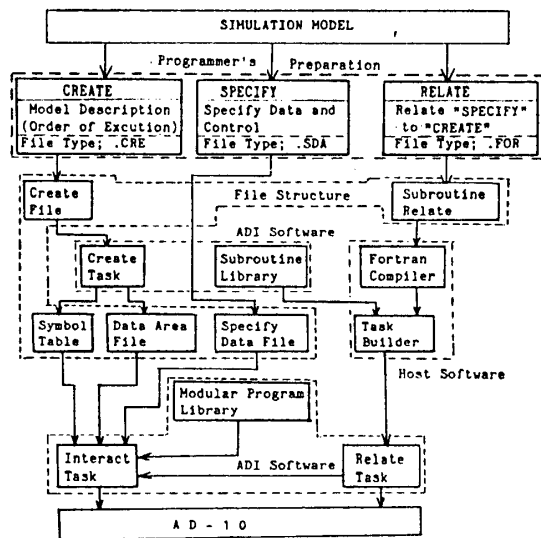 SIMULATION MODEL
Programmer's Preparation
CREATE
Model Description
(Order of Excution)
File Type; .CRE
SPECIFY
Specify Data and
Control
File Type; .SDA
RELATE
Relate "SPECIFY"
to "CREATE"
File Type; .FOR
Create
File
File Structure
Subroutine
Relate
ADI Software
Create
Task
Subroutine
Library
Fortran
Compiler
Symbol
Table
Data Area
File
Specify
Data File
Task
Builder
Host Software
Modular Program
Library
Interact
Task
ADI Software
Relate
Task
A D - 1 0